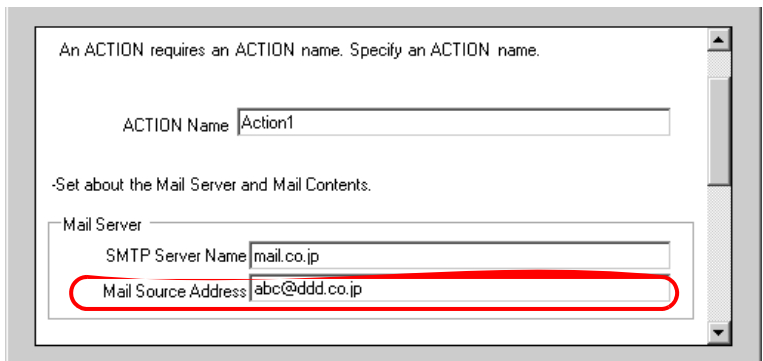 An ACTION requires an ACTION name. Specify an ACTION name.
ACTION Name Action1
-Set about the Mail Server and Mail Contents.
Mail Server
SMTP Server Name mail.co.jp
Mail Source Address abc@ddd.co.jp